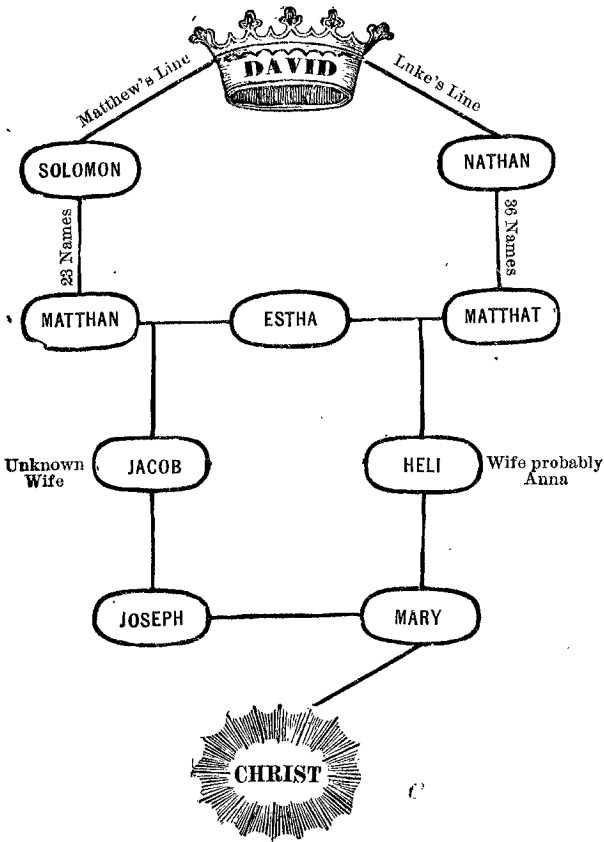 DAVID
Matthew's Line
Luke's Line
SOLOMON
NATHAN
23 Names
36 Names
MATTHAN
ESTHA
MATTHAT
Unknown
Wife
JACOB
HELI
Wife probably
Anna
JOSEPH
MARY
CHRIST